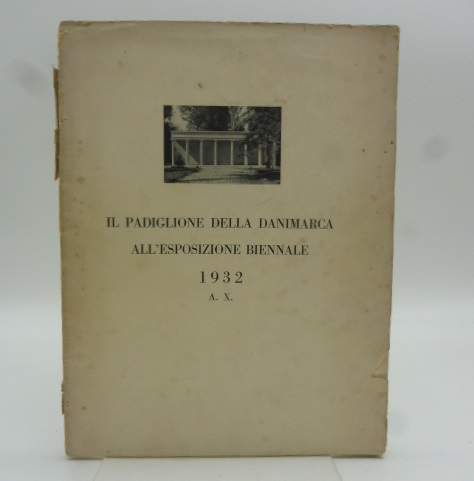 IL PADIGLIONE DELLA DANIMARCA
ALL'ESPOSIZIONE BIENNALE
1932
A. X.